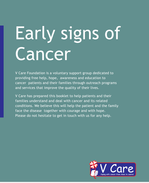 Early signs of
Cancer
V Care Foundation is a voluntary support group dedicated to
providing free help, hope, awareness and education to
cancer patients and their families through outreach programs
and services that improve the quality of their lives.
V Care has prepared this booklet to help patients and their
families understand and deal with cancer and its related
conditions. We believe this will help the patient and the family
face the disease together with courage and with hope.
Please do not hesitate to get in touch with us for any help.
V Care